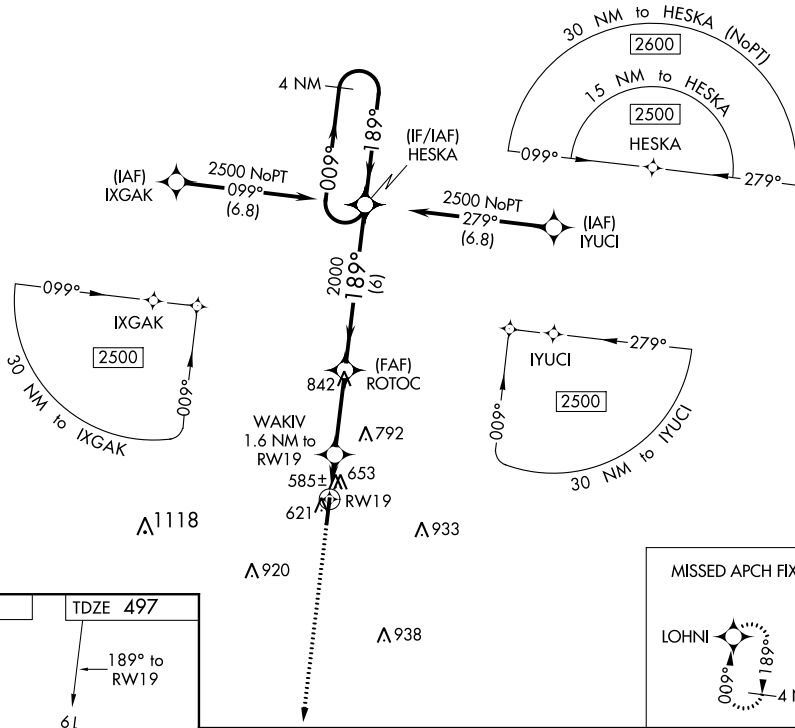 30 NM to HESKA (NoPT)
2600
15 NM to HESKA
2500
HESKA
099°
279°
4 NM
009°
189°
(IF/IAF)
HESKA
(IAF)
IXGAK
2500 NoPT
099°
(6.8)
2500 NoPT
279°
(6.8)
(IAF)
IYUCI
2000
189°
(6)
099°
IXGAK
2500
009°
30 NM to IXGAK
IYUCI
279°
2500
009°
30 NM to IYUCI
(FAF)
ROTOC
842
WAKIV
1.6 NM to
RW19
792
585±
653
621
RW19
1118
933
920
938
TDZE 497
189° to
RW19
MISSED APCH FIX
LOHNI
009°
189°
4 N